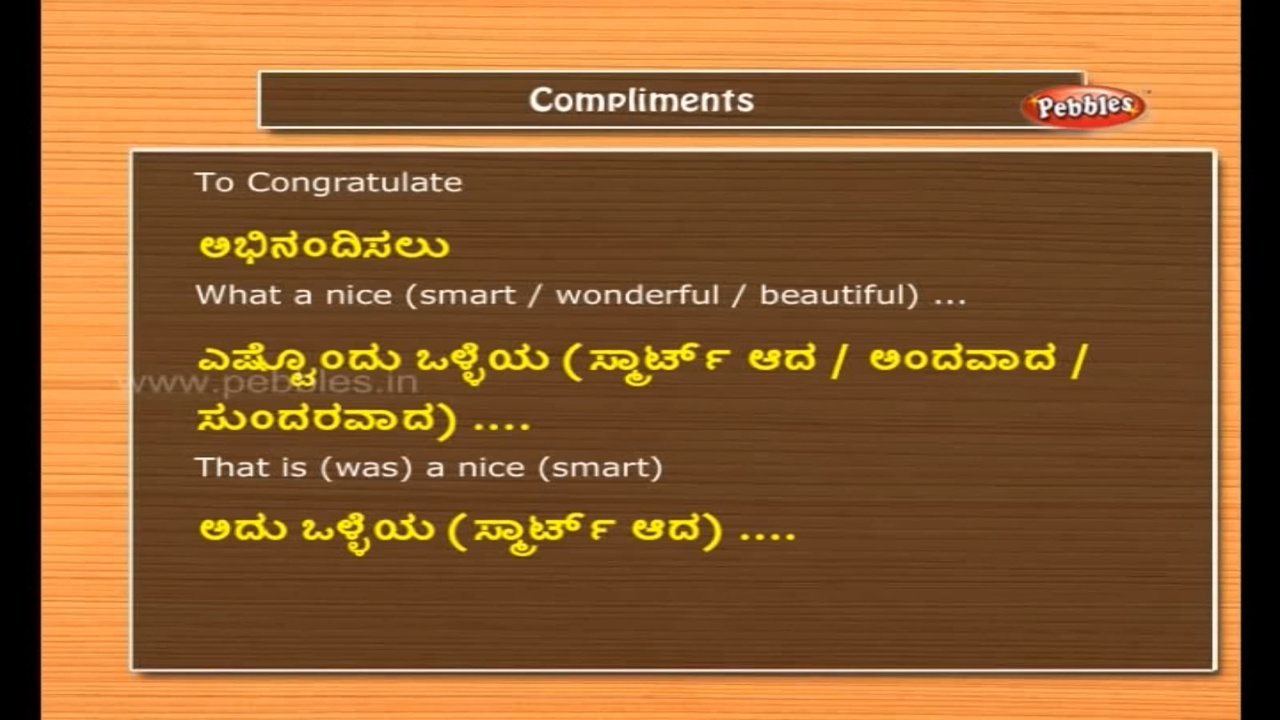 Compliments
Pebbles
To Congratulate
ಅಭಿನಂದಿಸಲು
What a nice (smart / wonderful / beautiful) ...
ಎಷ್ಟೊಂದು ಒಳ್ಳೆಯ (ಸ್ಮಾರ್ಟ್ರ್ ಆದ / ಅಂದವಾದ /
www.pebbles.in
ಸುಂದರವಾದ) ....
That is (was) a nice (smart)
ಅದು ಒಳ್ಳೆಯ (ಸ್ಮಾರ್ಟ್ರ್ ಆದ) ....